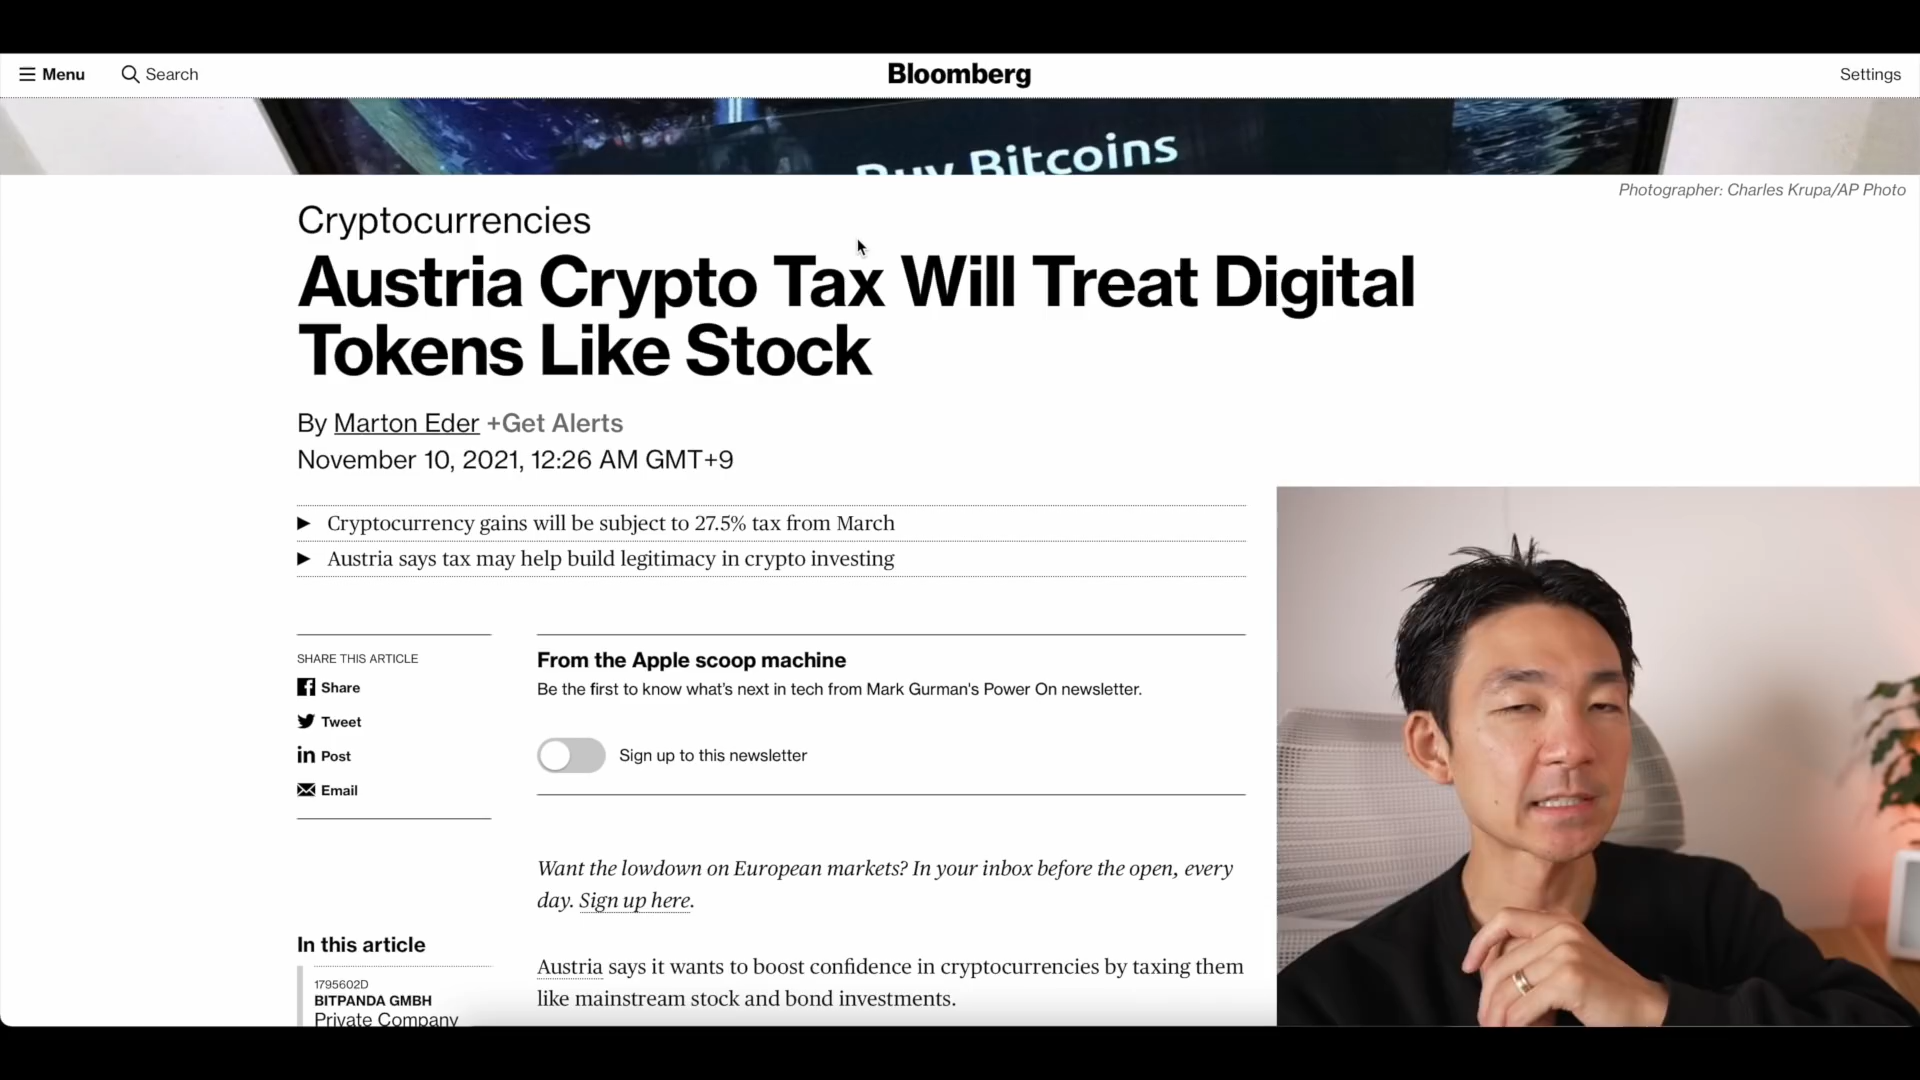 Menu
Search
Bloomberg
Settings
Buy Bitcoins
Photographer: Charles Krupa/AP Photo
Cryptocurrencies
Austria Crypto Tax Will Treat Digital
Tokens Like Stock
By Marton Eder +Get Alerts
November 10, 2021, 12:26 AM GMT+9
Cryptocurrency gains will be subject to 27.5% tax from March
Austria says tax may help build legitimacy in crypto investing
SHARE THIS ARTICLE
Share
Tweet
in Post
Email
From the Apple scoop machine
Be the first to know what's next in tech from Mark Gurman's Power On newsletter.
Sign up to this newsletter
Want the lowdown on European markets? In your inbox before the open, every
day. Sign up here.
Austria says it wants to boost confidence in cryptocurrencies by taxing them
like mainstream stock and bond investments.
In this article
1795602D
BITPANDA GMBH
Private Company